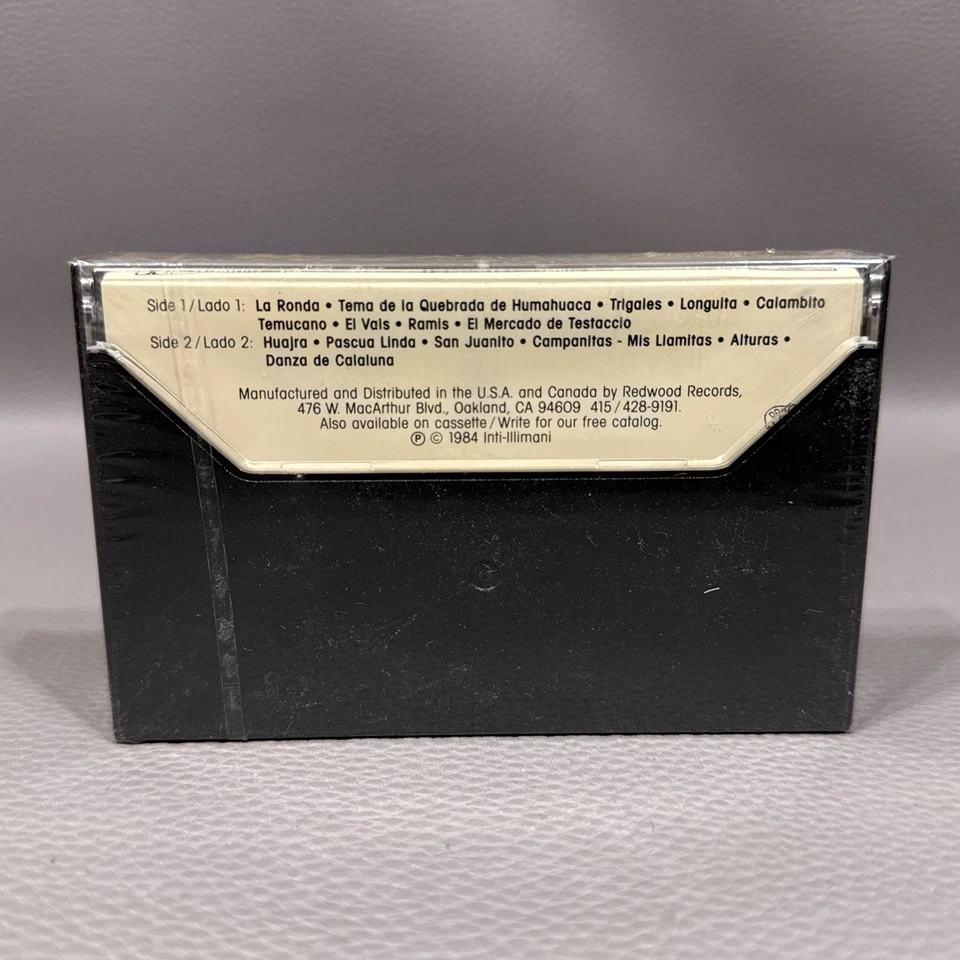 Side 1 / Lado 1: La Ronda • Tema de la Quebrada de Humahuaca • Trigales • Longuita • Calambito
Temucano • El Vals • Ramis • El Mercado de Testaccio
Side 2 / Lado 2: Huajra • Pascua Linda • San Juanito • Campanitas - Mis Llamitas • Alturas •
Danza de Calaluna
Manufactured and Distributed in the U.S.A. and Canada by Redwood Records,
476 W. MacArthur Blvd., Oakland, CA 94609 415 / 428-9191.
Also available on cassette / Write for our free catalog.
℗ © 1984 Inti-Illimani